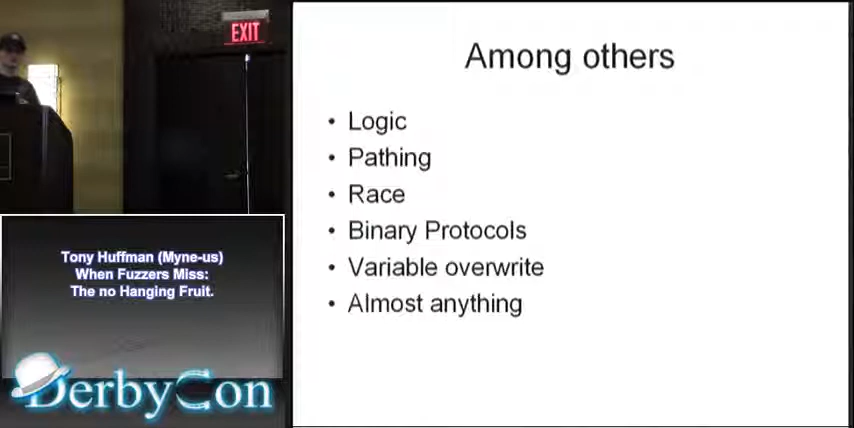 EXIT
Among others
• Logic
• Pathing
• Race
• Binary Protocols
• Variable overwrite
• Almost anything
Tony Huffman (Myne-us)
When Fuzzers Miss:
The no Hanging Fruit.
DerbyCon